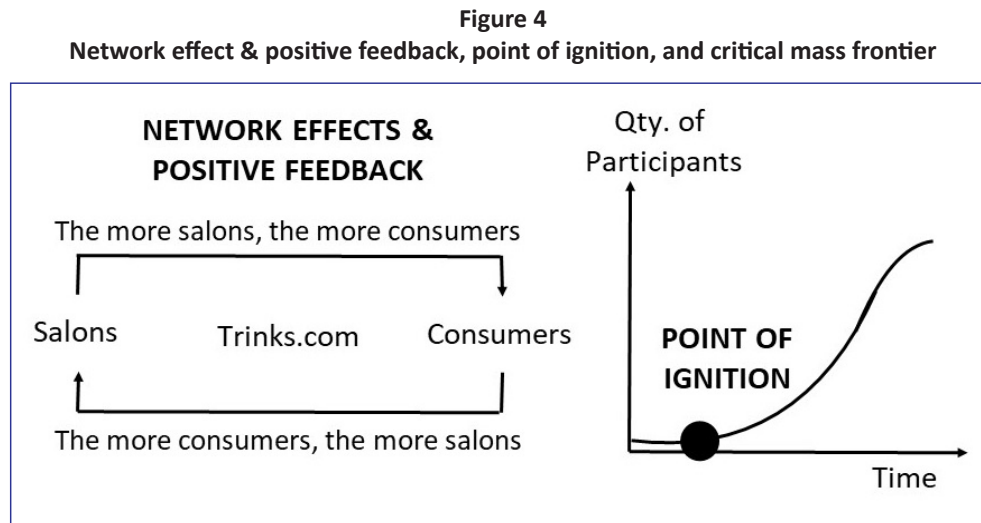 Figure 4
Network effect & positive feedback, point of ignition, and critical mass frontier
NETWORK EFFECTS &
POSITIVE FEEDBACK
The more salons, the more consumers
Salons
Trinks.com
Consumers
The more consumers, the more salons
Qty. of
Participants
POINT OF
IGNITION
Time